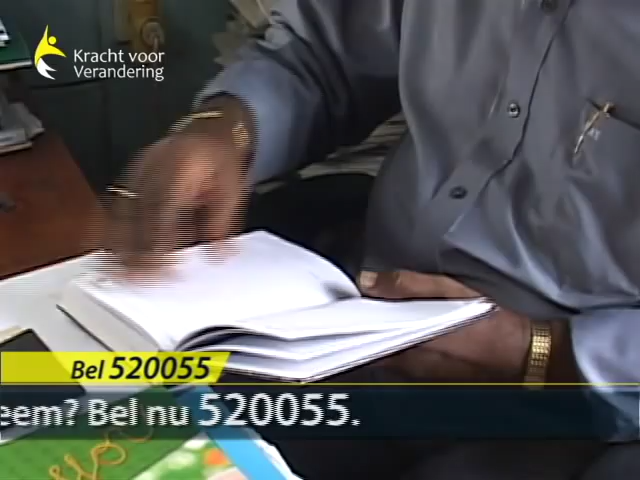 Kracht voor
Verandering
Bel 520055
eem? Bel nu 520055.